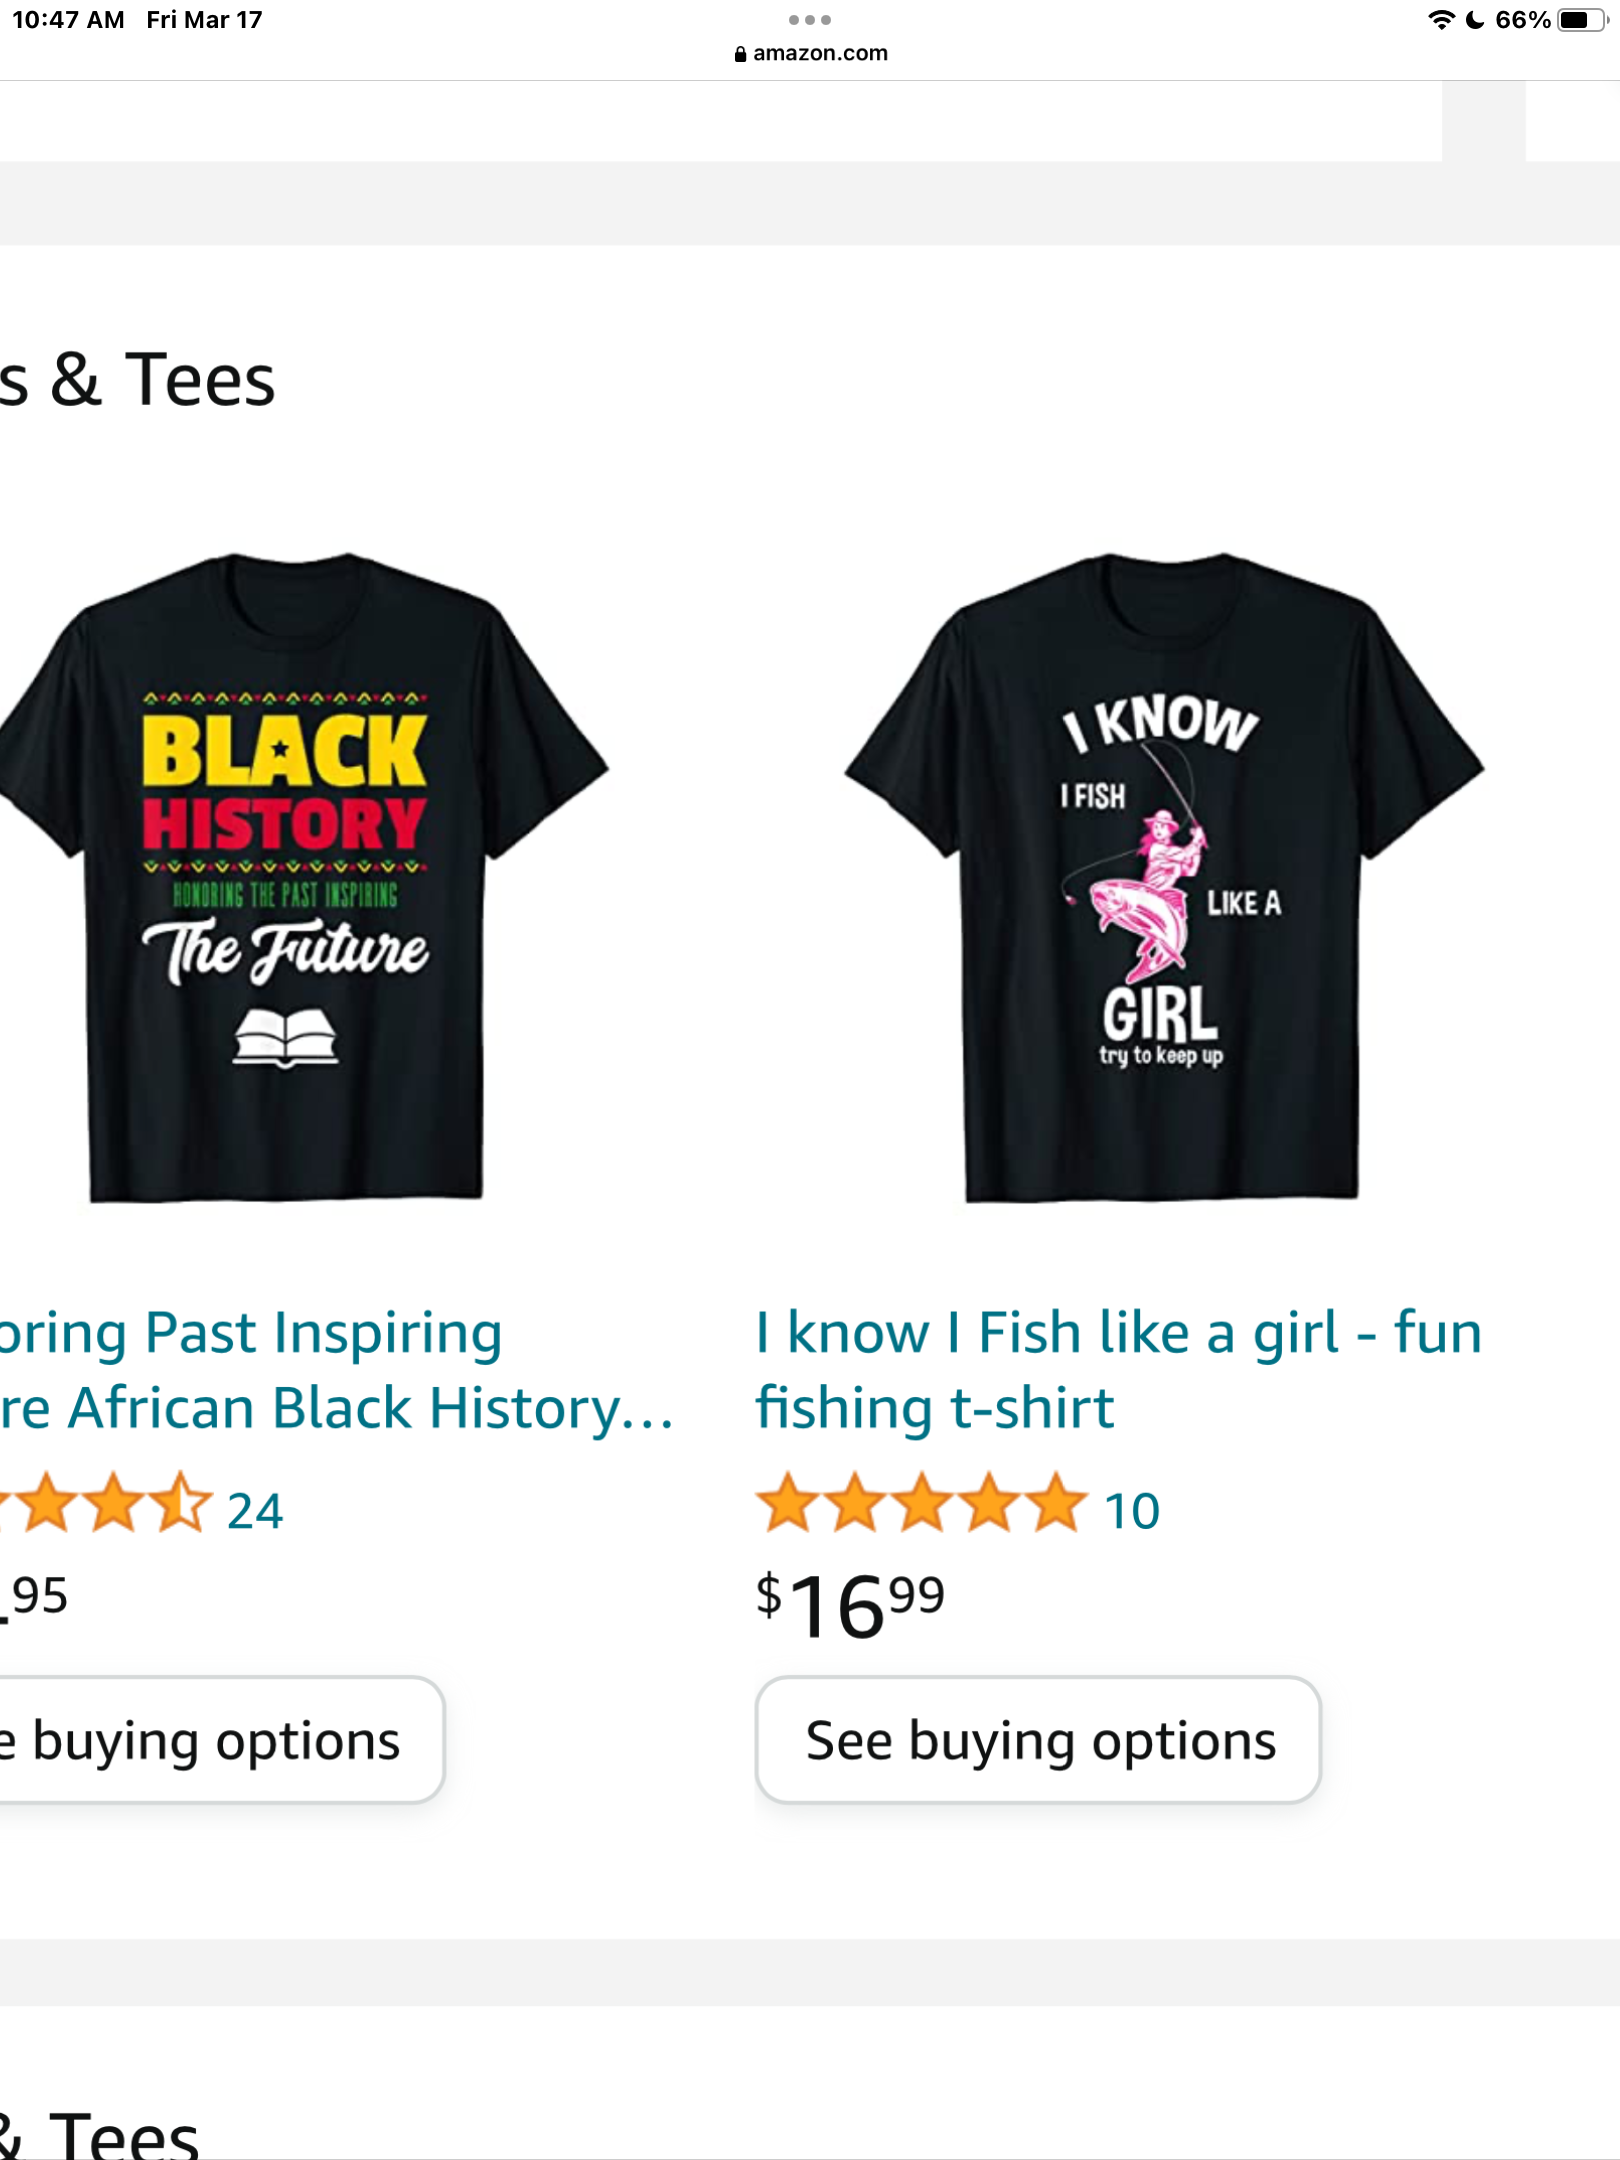 10:47 AM Fri Mar 17
66%
amazon.com
s & Tees
BLACK
HISTORY
HONORING THE PAST INSPIRING
The Future
I KNOW
I FISH
LIKE A
GIRL
try to keep up
oring Past Inspiring
re African Black History...
24
.95
e buying options
I know I Fish like a girl - fun
fishing t-shirt
10
$16.99
See buying options
& Tees